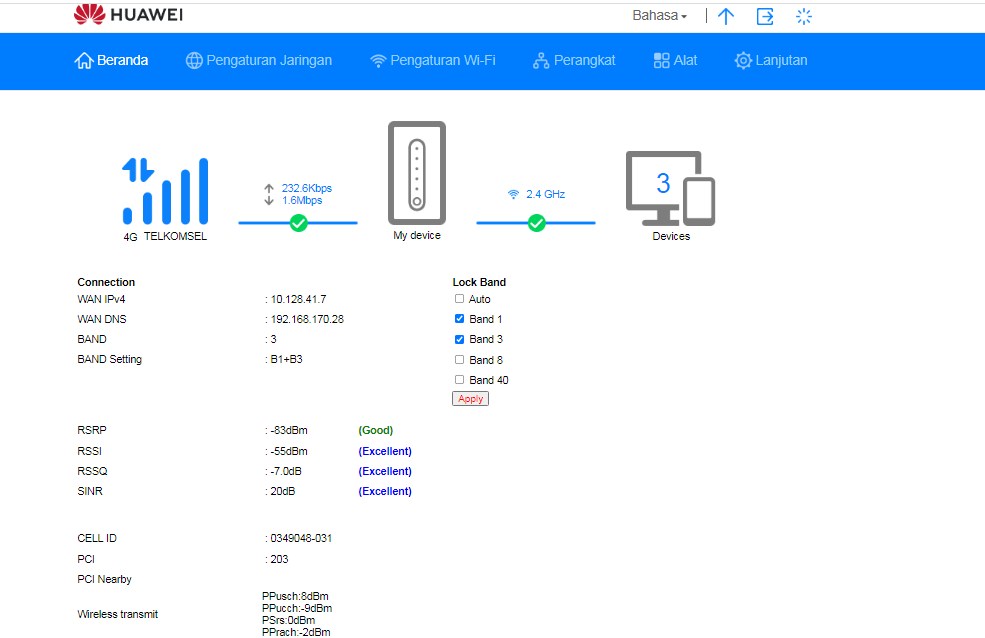 HUAWEI
Bahasa
Beranda Pengaturan Jaringan Pengaturan Wi-Fi Perangkat Alat Lanjutan
232.6Kbps
1.6Mbps
2.4 GHz
3
4G TELKOMSEL
My device
Devices
Connection
WAN IPv4 : 10.128.41.7
WAN DNS : 192.168.170.28
BAND : 3
BAND Setting : B1+B3
Lock Band
Auto
Band 1
Band 3
Band 8
Band 40
Apply
RSRP : -83dBm (Good)
RSSI : -55dBm (Excellent)
RSSQ : -7.0dB (Excellent)
SINR : 20dB (Excellent)
CELL ID : 0349048-031
PCI : 203
PCI Nearby
Wireless transmit
PPusch:8dBm
PPucch:-9dBm
PSrs:0dBm
PPrach:-2dBm